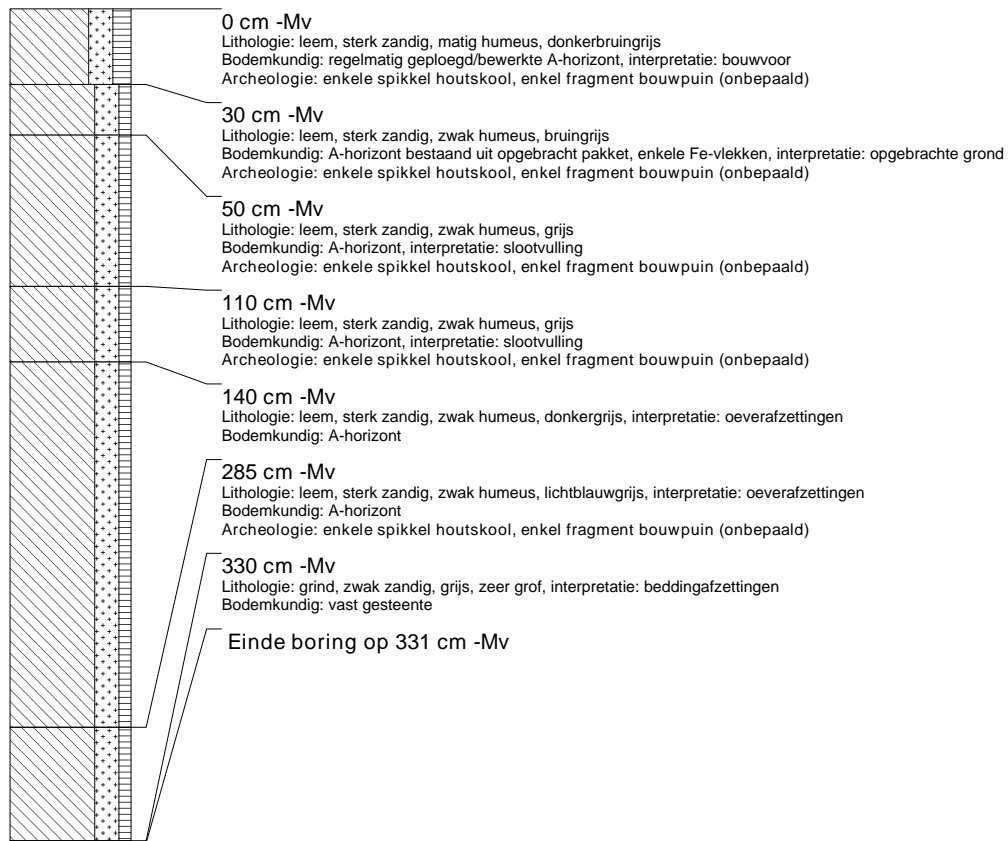 0 cm -Mv
Lithologie: leem, sterk zandig, matig humeus, donkerbruingrijs
Bodemkundig: regelmatig geploegd/bewerkte A-horizont, interpretatie: bouwvoor
Archeologie: enkele spikkel houtskool, enkel fragment bouwpuin (onbepaald)
30 cm -Mv
Lithologie: leem, sterk zandig, zwak humeus, bruingrijs
Bodemkundig: A-horizont bestaand uit opgebracht pakket, enkele Fe-vlekken, interpretatie: opgebrachte grond
Archeologie: enkele spikkel houtskool, enkel fragment bouwpuin (onbepaald)
50 cm -Mv
Lithologie: leem, sterk zandig, zwak humeus, grijs
Bodemkundig: A-horizont, interpretatie: slootvulling
Archeologie: enkele spikkel houtskool, enkel fragment bouwpuin (onbepaald)
110 cm -Mv
Lithologie: leem, sterk zandig, zwak humeus, grijs
Bodemkundig: A-horizont, interpretatie: slootvulling
Archeologie: enkele spikkel houtskool, enkel fragment bouwpuin (onbepaald)
140 cm -Mv
Lithologie: leem, sterk zandig, zwak humeus, donkergrijs, interpretatie: oeverafzettingen
Bodemkundig: A-horizont
285 cm -Mv
Lithologie: leem, sterk zandig, zwak humeus, lichtblauwgrijs, interpretatie: oeverafzettingen
Bodemkundig: A-horizont
Archeologie: enkele spikkel houtskool, enkel fragment bouwpuin (onbepaald)
330 cm -Mv
Lithologie: grind, zwak zandig, grijs, zeer grof, interpretatie: beddingafzettingen
Bodemkundig: vast gesteente
Einde boring op 331 cm -Mv